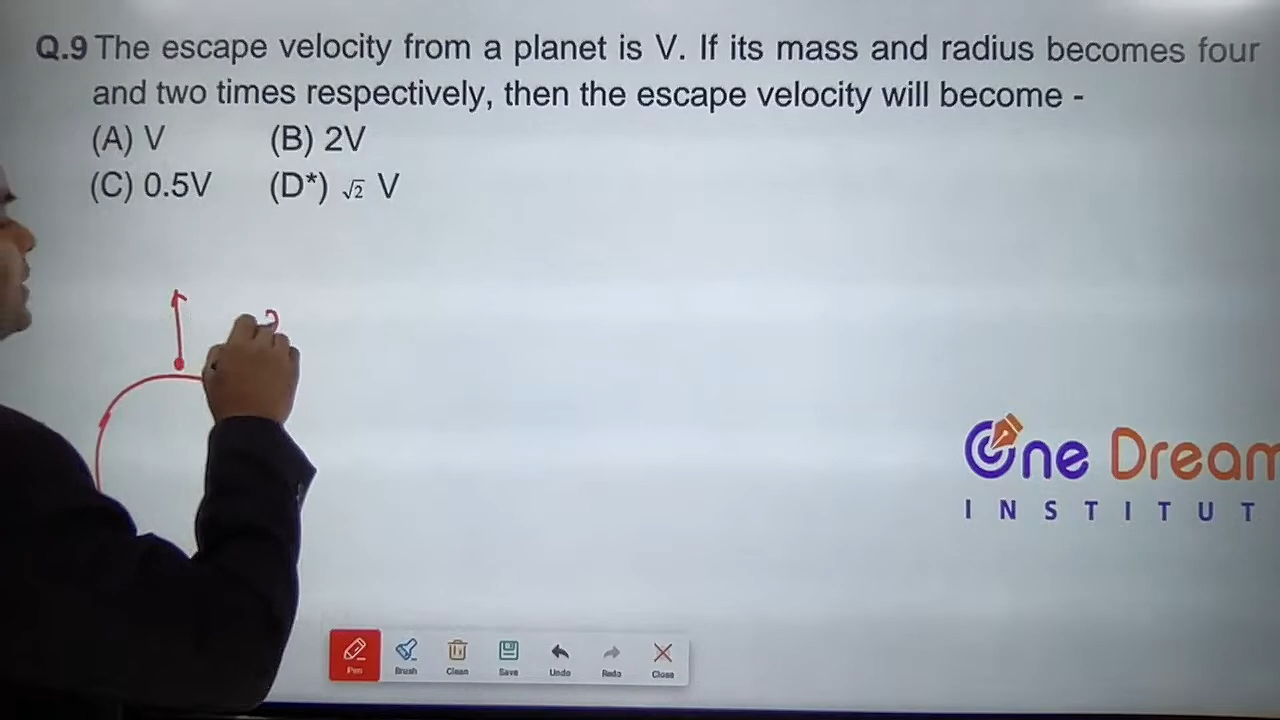 Q.9 The escape velocity from a planet is V. If its mass and radius becomes four
and two times respectively, then the escape velocity will become -
(A) V (B) 2V
(C) 0.5V (D*) √2 V
One Dream
INSTITUT
Pen Brush Clean Save Undo Redo Close